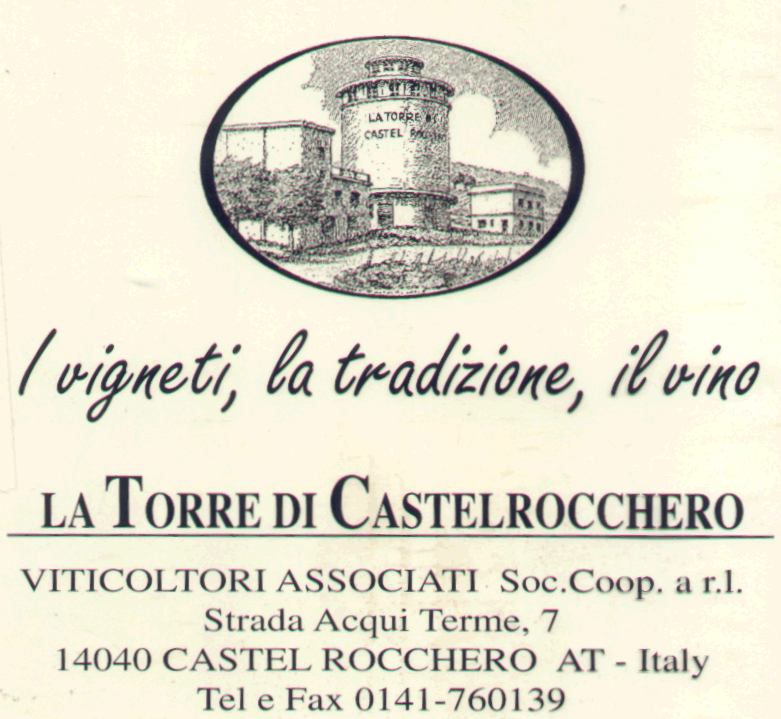 LA TORRE DI
CASTEL ROCCHERO
I vigneti, la tradizione, il vino
LA TORRE DI CASTELROCCHERO
VITICOLTORI ASSOCIATI Soc.Coop. a r.l.
Strada Acqui Terme, 7
14040 CASTEL ROCCHERO AT - Italy
Tel e Fax 0141-760139